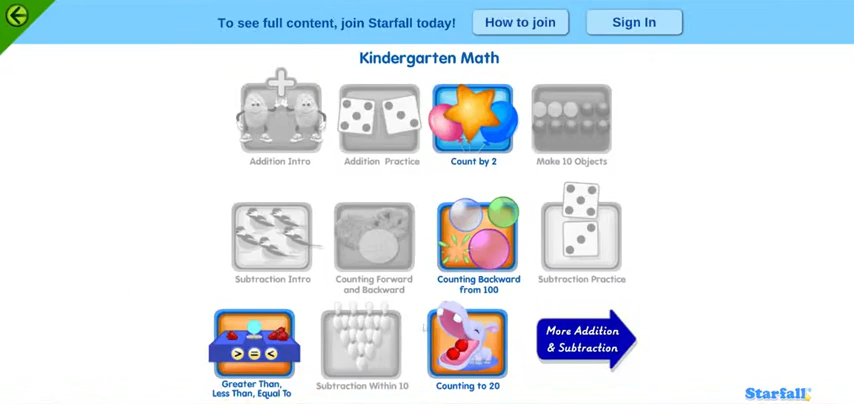 To see full content, join Starfall today!
How to join
Sign In
Kindergarten Math
Addition Intro
Addition Practice
Count by 2
Make 10 Objects
Subtraction Intro
Counting Forward
and Backward
Counting Backward
from 100
Subtraction Practice
> = <
Greater Than,
Less Than, Equal To
Subtraction Within 10
Counting to 20
More Addition
& Subtraction
Starfall